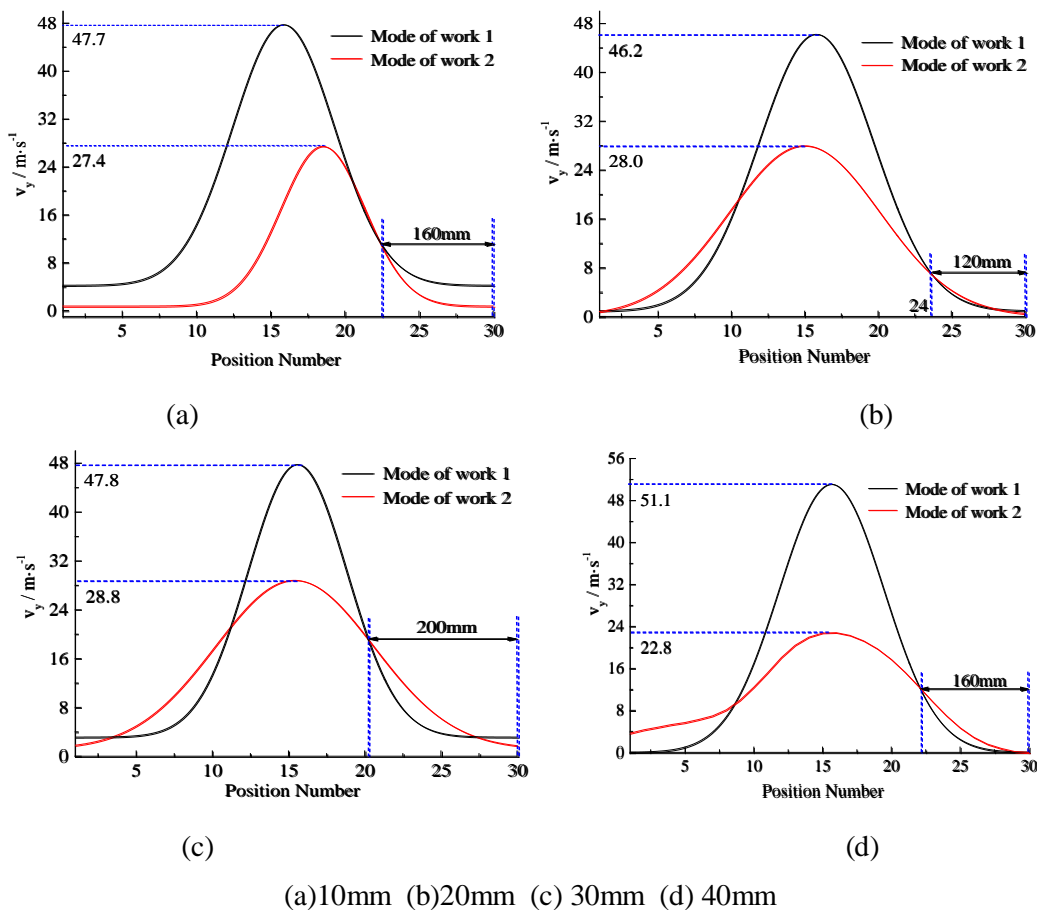 48
47.7
40
32
27.4
24
16
8
0
v_y / m·s⁻¹
Mode of work 1
Mode of work 2
160mm
5 10 15 20 25 30
Position Number
(a)
48
46.2
40
32
28.0
24
16
8
0
v_y / m·s⁻¹
Mode of work 1
Mode of work 2
120mm
24
5 10 15 20 25 30
Position Number
(b)
48
47.8
40
32
28.8
24
16
8
0
v_y / m·s⁻¹
Mode of work 1
Mode of work 2
200mm
5 10 15 20 25 30
Position Number
(c)
56
51.1
48
40
32
24
22.8
16
8
0
v_y / m·s⁻¹
Mode of work 1
Mode of work 2
160mm
5 10 15 20 25 30
Position Number
(d)
(a)10mm (b)20mm (c) 30mm (d) 40mm